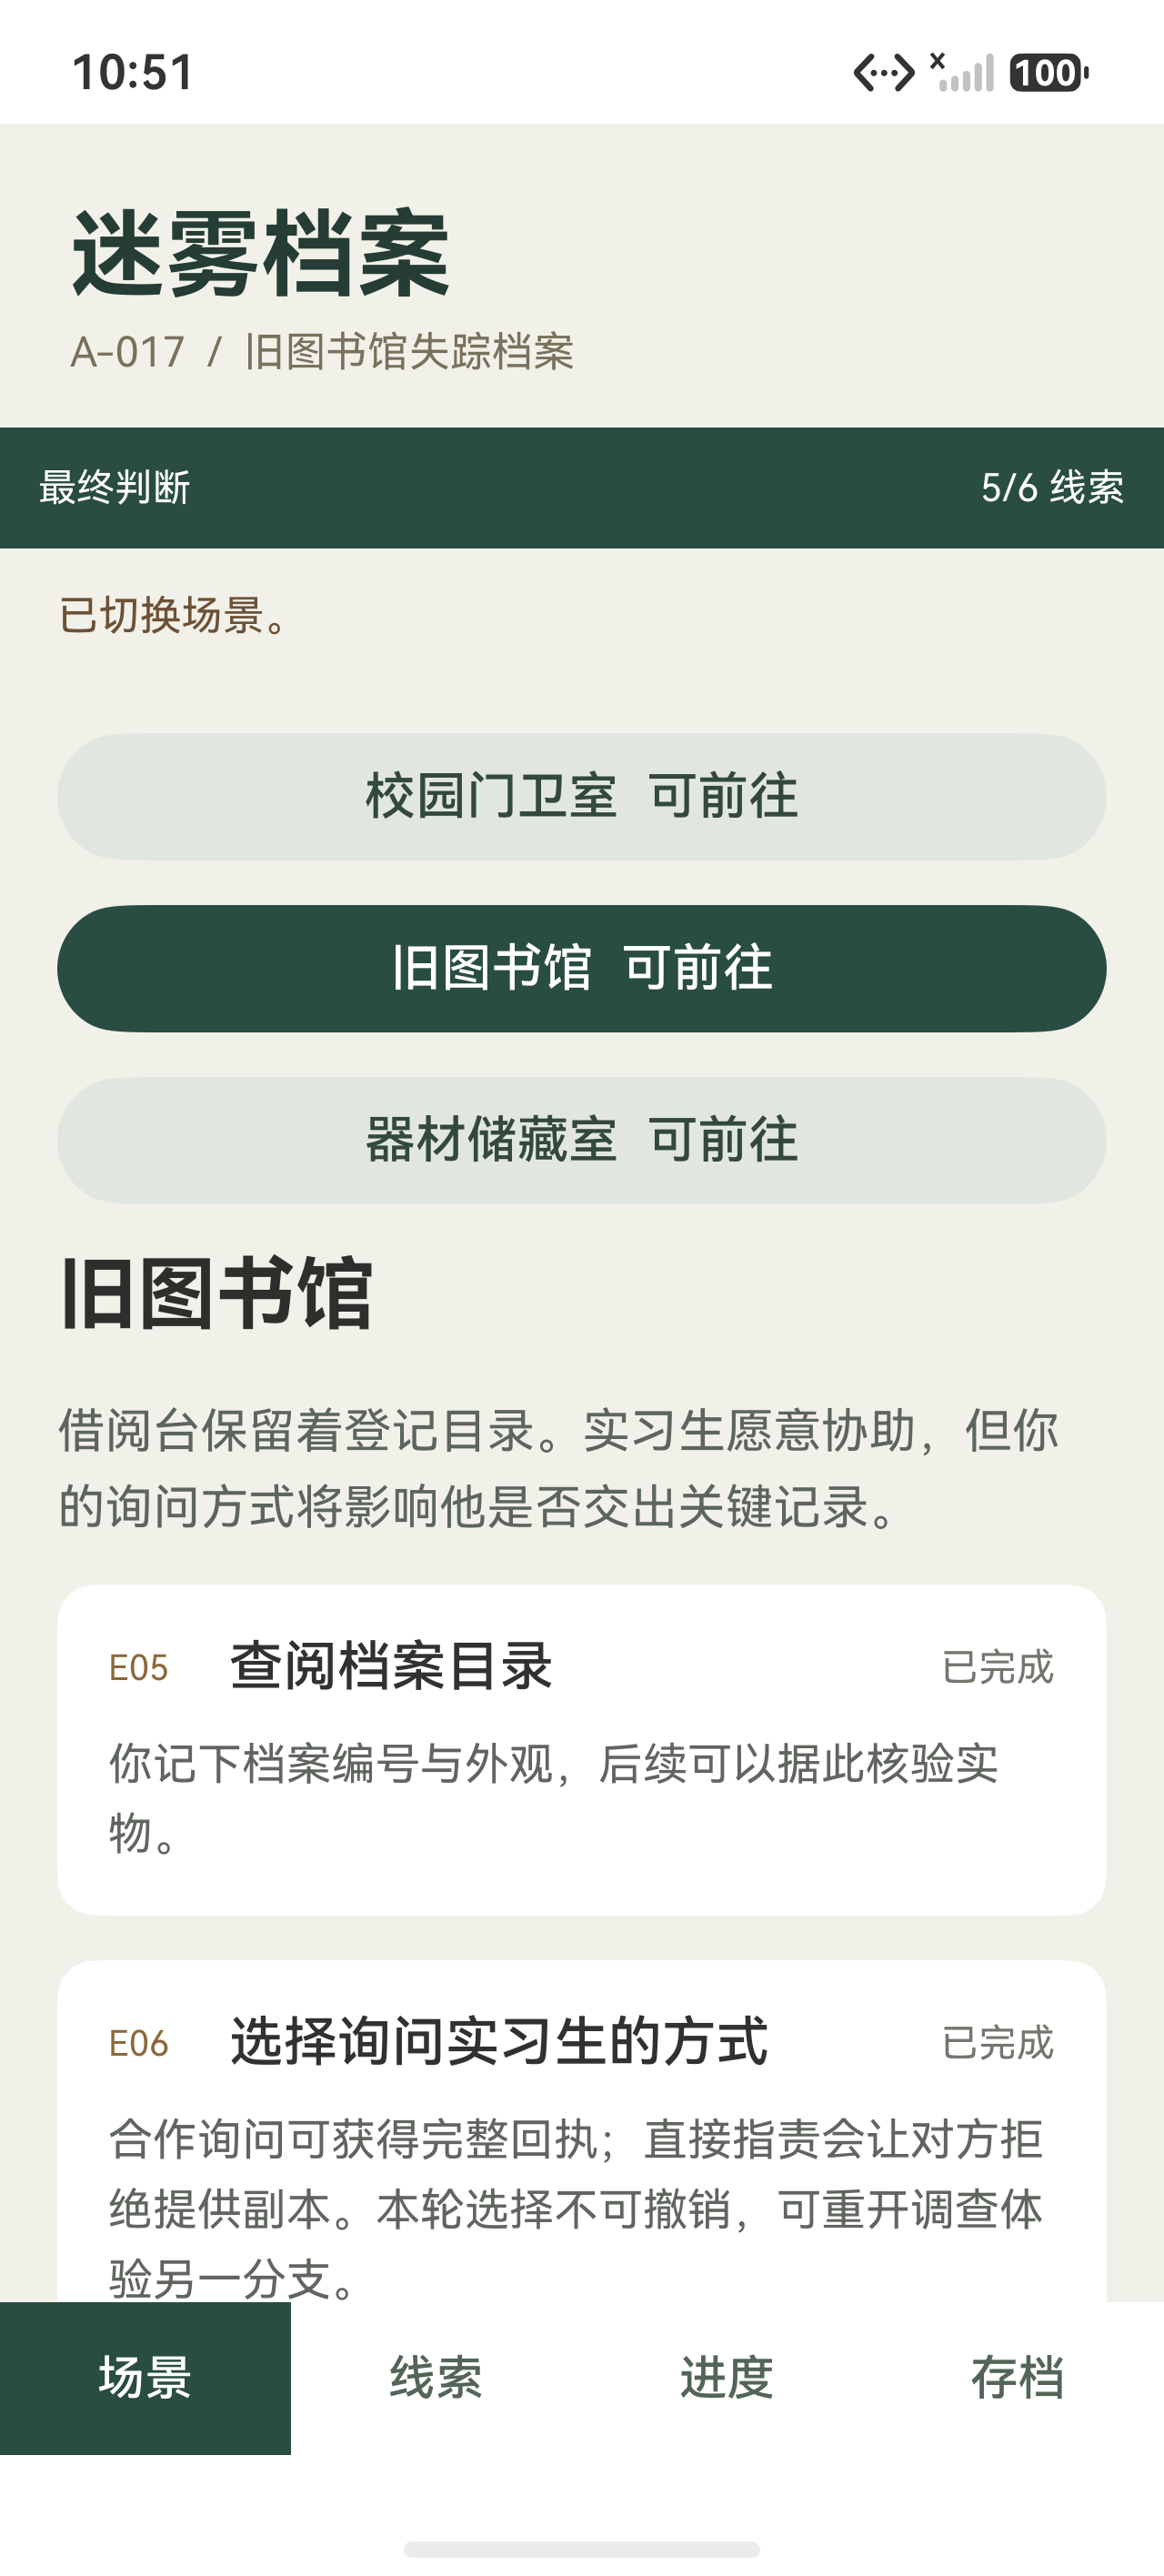 10:51
100
迷雾档案
A-017 / 旧图书馆失踪档案
最终判断 5/6 线索
已切换场景。
校园门卫室 可前往
旧图书馆 可前往
器材储藏室 可前往
旧图书馆
借阅台保留着登记目录。实习生愿意协助，但你
的询问方式将影响他是否交出关键记录。
E05 查阅档案目录 已完成
你记下档案编号与外观，后续可以据此核验实
物。
E06 选择询问实习生的方式 已完成
合作询问可获得完整回执；直接指责会让对方拒
绝提供副本。本轮选择不可撤销，可重开调查体
验另一分支。
场景 线索 进度 存档